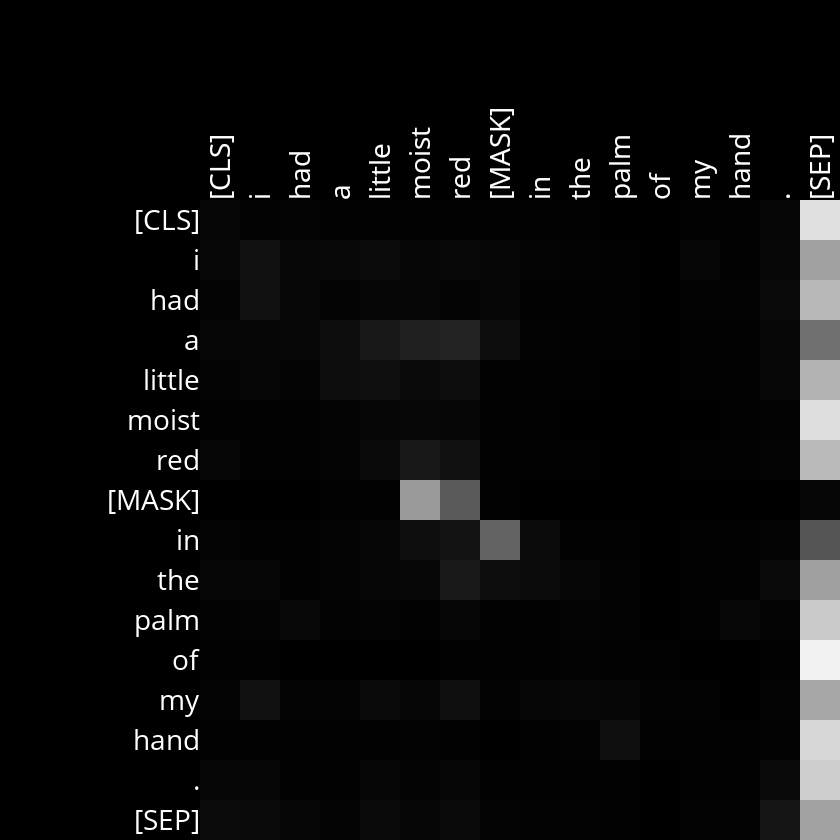 [CLS] i had a little moist red [MASK] in the palm of my hand . [SEP]
[CLS]
i
had
a
little
moist
red
[MASK]
in
the
palm
of
my
hand
.
[SEP]